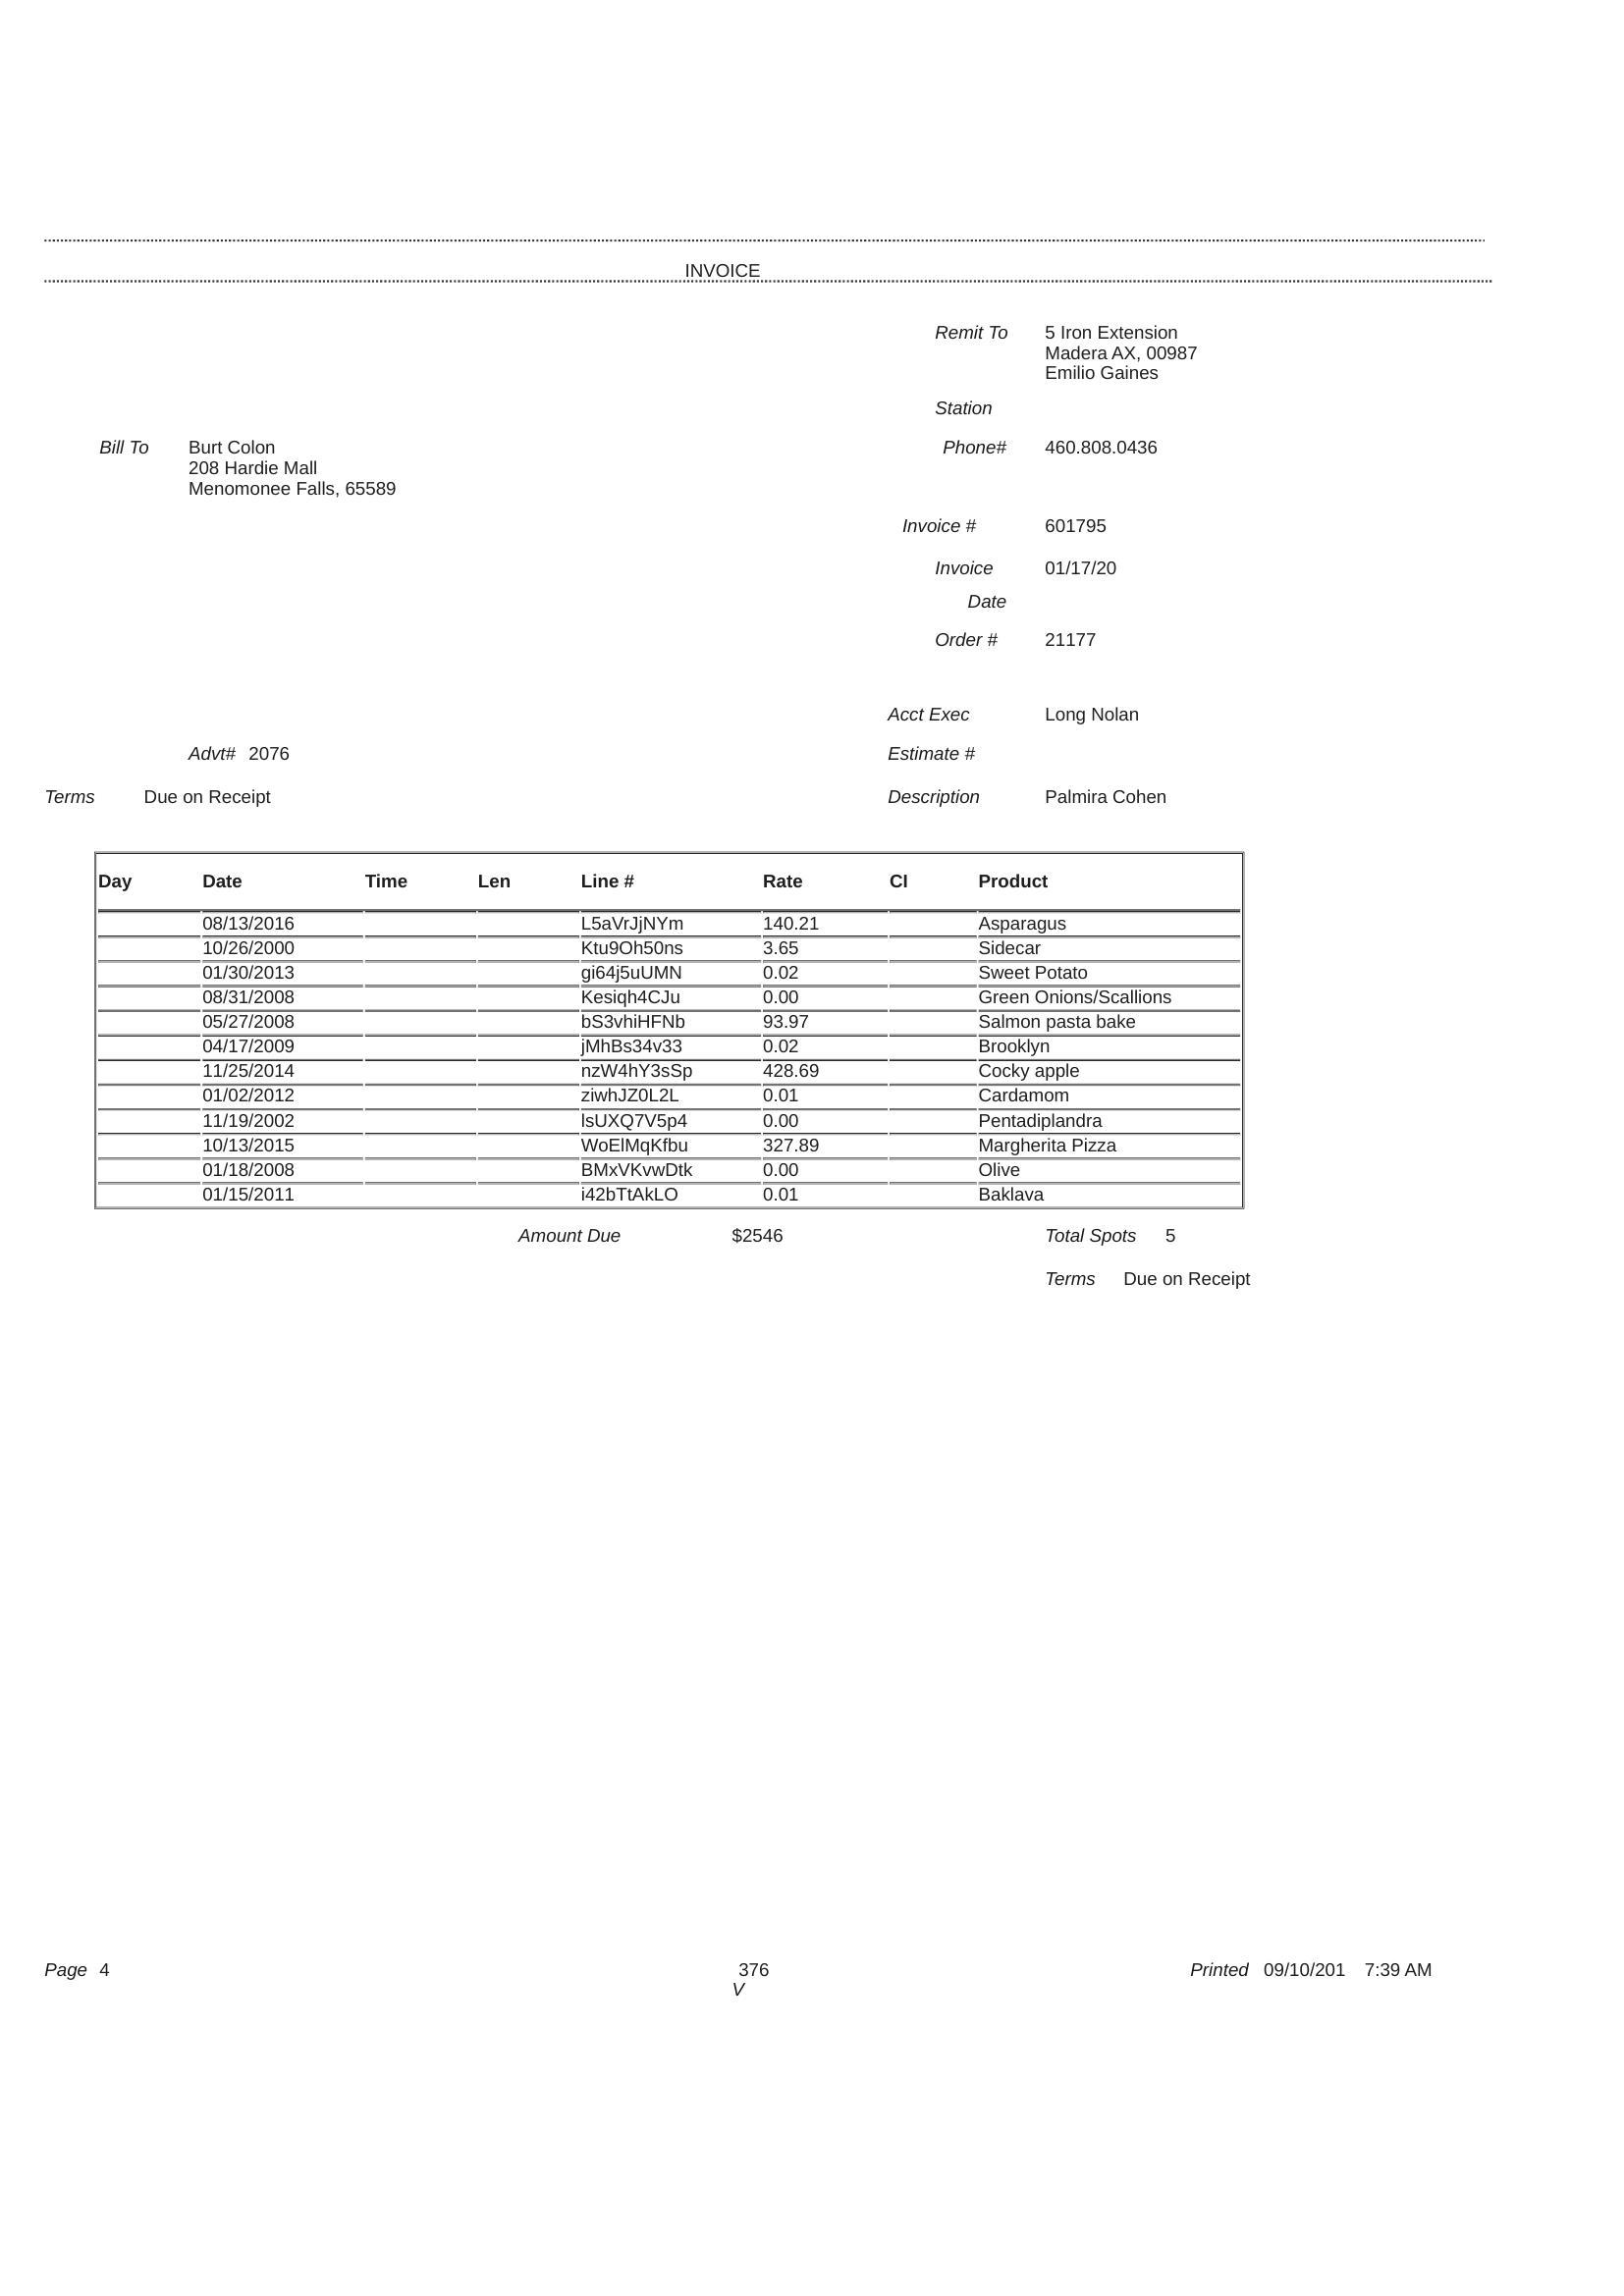 INVOICE
Remit To 5 Iron Extension
Madera AX, 00987
Emilio Gaines
Station
Bill To Burt Colon
208 Hardie Mall
Menomonee Falls, 65589
Phone# 460.808.0436
Invoice # 601795
Invoice 01/17/20
Date
Order # 21177
Acct Exec Long Nolan
Advt# 2076 Estimate #
Terms Due on Receipt Description Palmira Cohen
Day Date Time Len Line # Rate CI Product
08/13/2016 L5aVrJjNYm 140.21 Asparagus
10/26/2000 Ktu9Oh50ns 3.65 Sidecar
01/30/2013 gi64j5uUMN 0.02 Sweet Potato
08/31/2008 Kesiqh4CJu 0.00 Green Onions/Scallions
05/27/2008 bS3vhiHFNb 93.97 Salmon pasta bake
04/17/2009 jMhBs34v33 0.02 Brooklyn
11/25/2014 nzW4hY3sSp 428.69 Cocky apple
01/02/2012 ziwhJZ0L2L 0.01 Cardamom
11/19/2002 lsUXQ7V5p4 0.00 Pentadiplandra
10/13/2015 WoElMqKfbu 327.89 Margherita Pizza
01/18/2008 BMxVKvwDtk 0.00 Olive
01/15/2011 i42bTtAkLO 0.01 Baklava
Amount Due $2546 Total Spots 5
Terms Due on Receipt
Page 4 376 Printed 09/10/201 7:39 AM
V